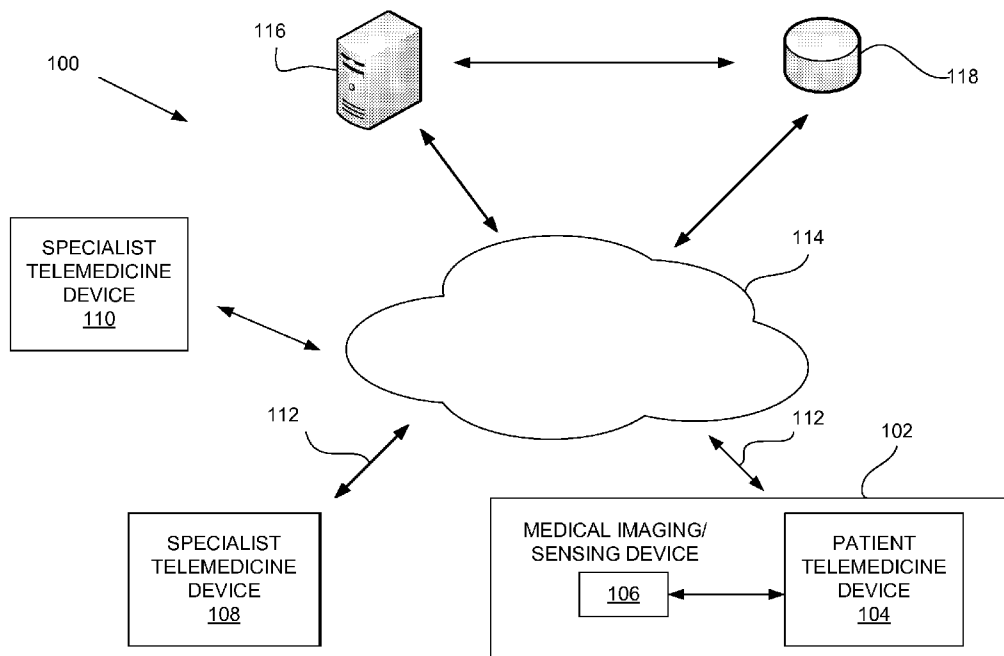 116
100
118
SPECIALIST
TELEMEDICINE
DEVICE
110
114
112
112
102
SPECIALIST
TELEMEDICINE
DEVICE
108
MEDICAL IMAGING/
SENSING DEVICE
106
PATIENT
TELEMEDICINE
DEVICE
104